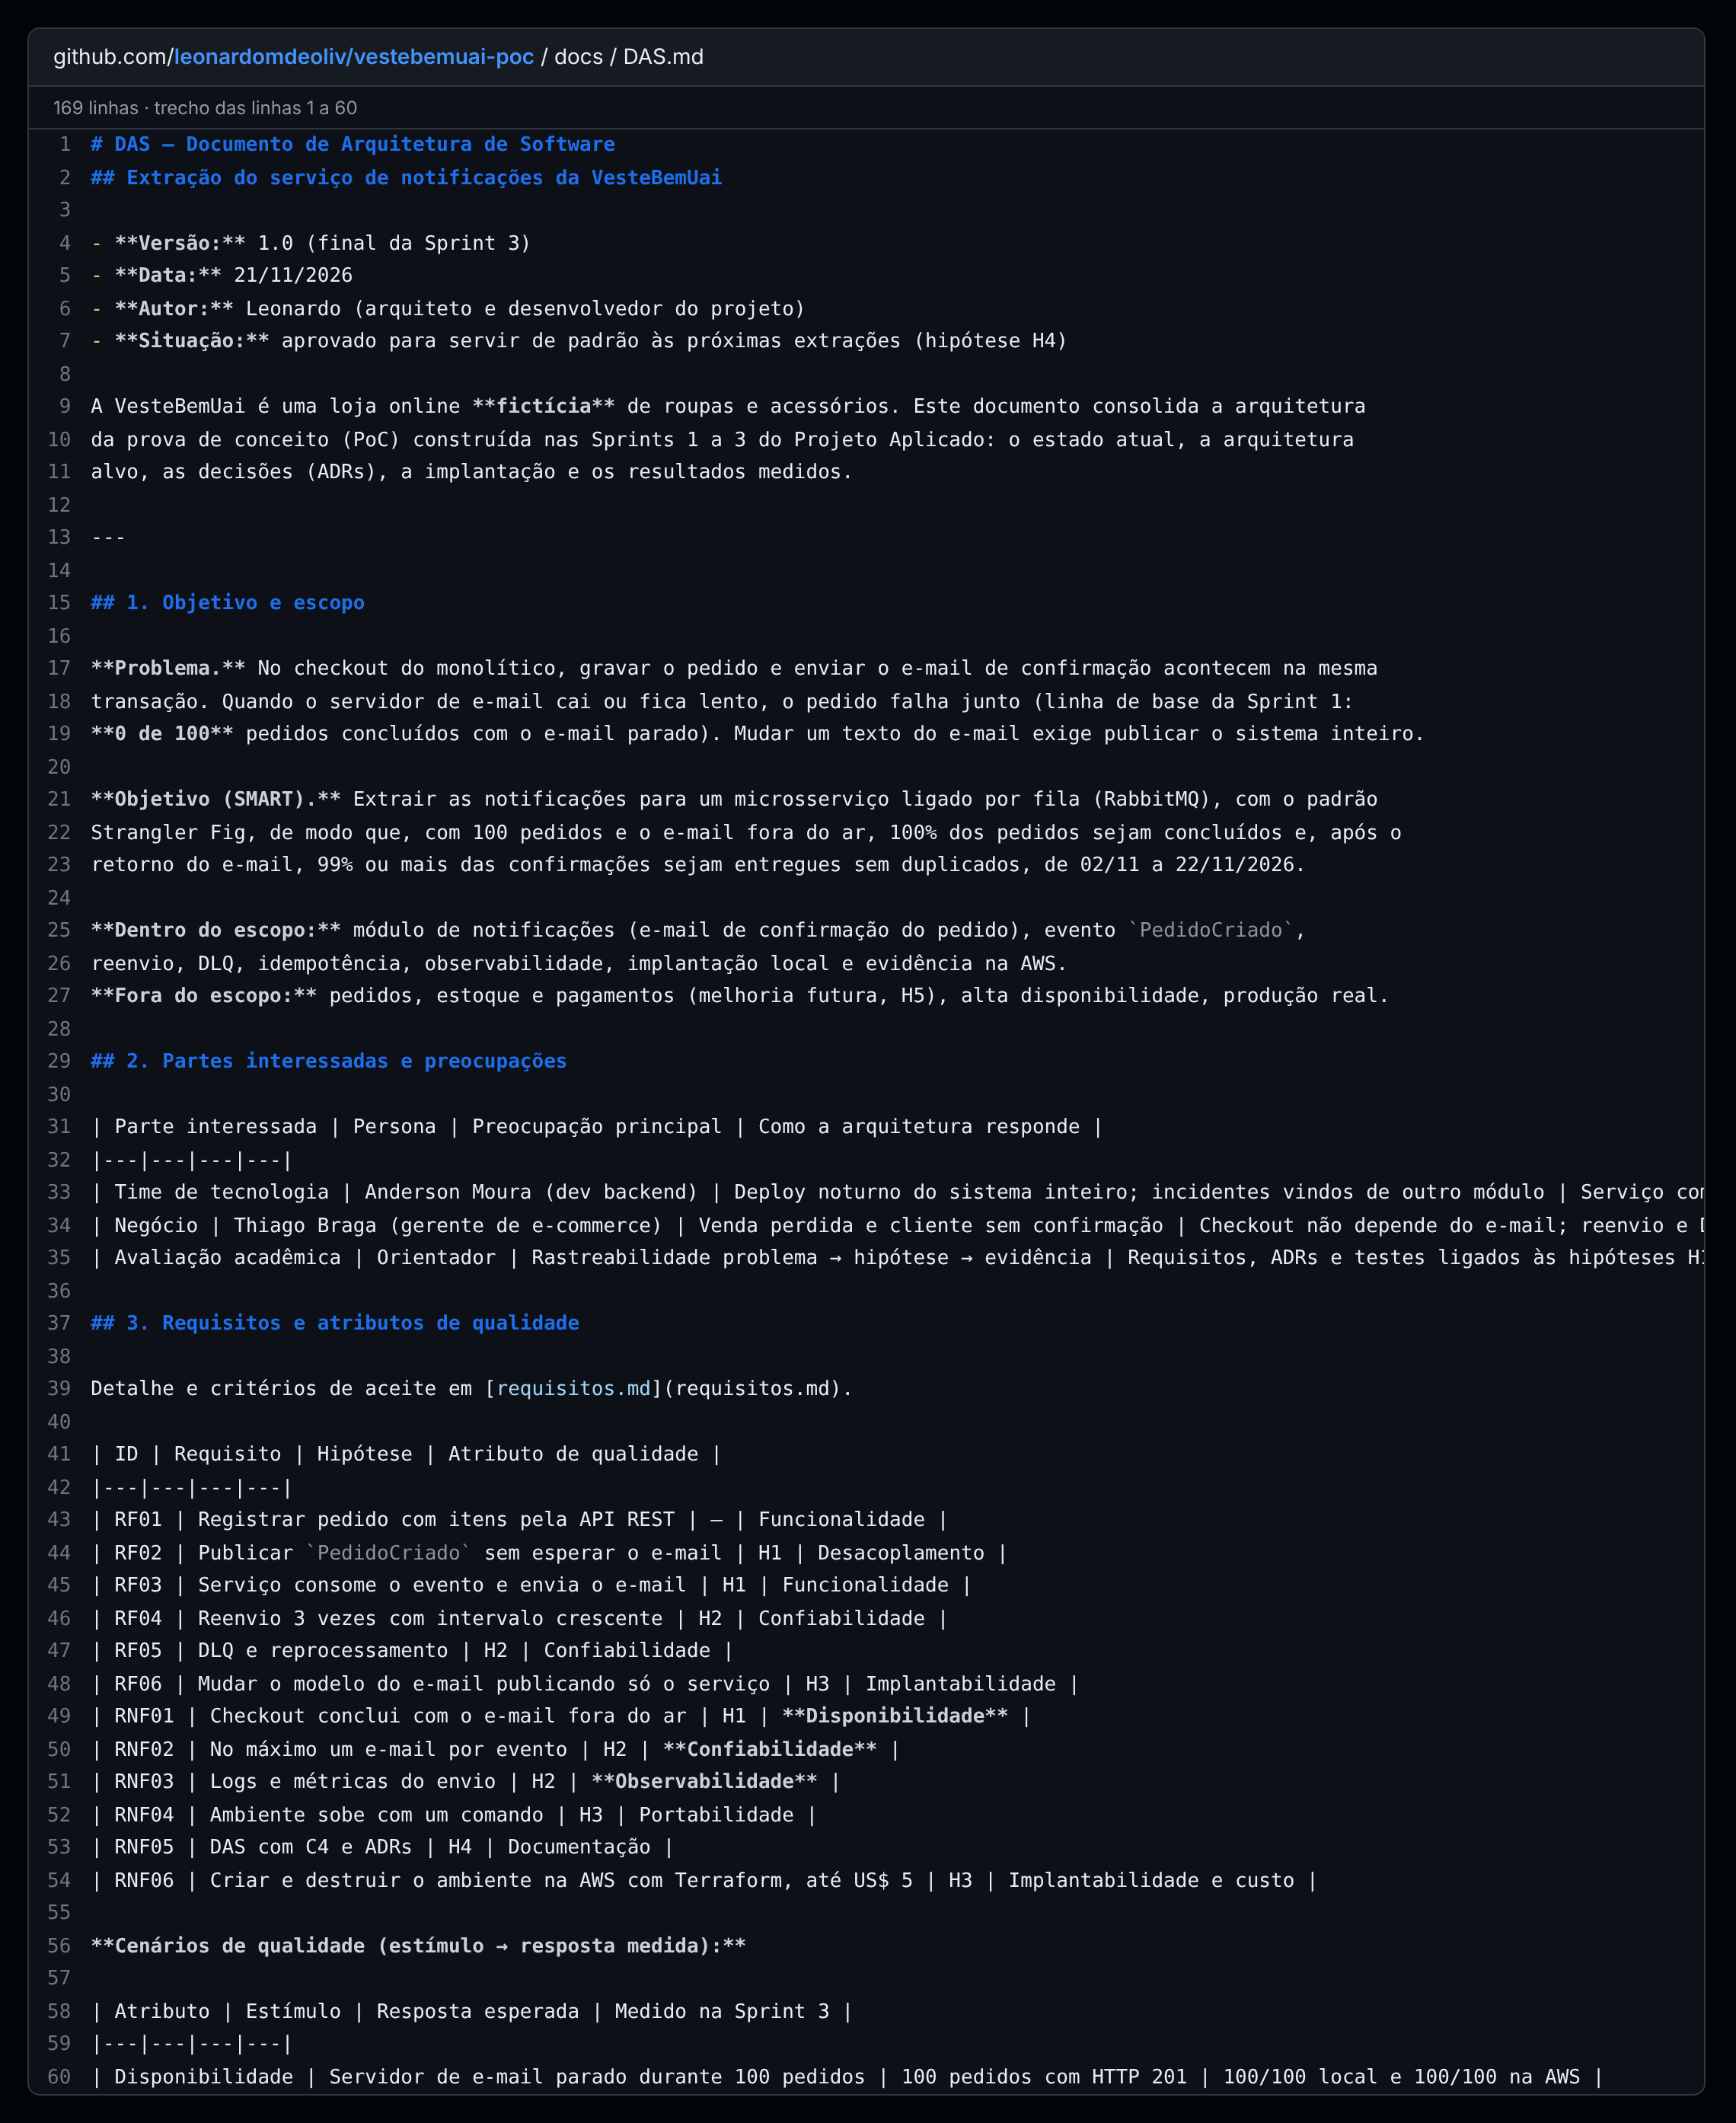 github.com/leonardomdeoliv/vestebemuai-poc / docs / DAS.md
169 linhas · trecho das linhas 1 a 60
1 # DAS — Documento de Arquitetura de Software
2 ## Extração do serviço de notificações da VesteBemUai
3
4 - **Versão:** 1.0 (final da Sprint 3)
5 - **Data:** 21/11/2026
6 - **Autor:** Leonardo (arquiteto e desenvolvedor do projeto)
7 - **Situação:** aprovado para servir de padrão às próximas extrações (hipótese H4)
8
9 A VesteBemUai é uma loja online **fictícia** de roupas e acessórios. Este documento consolida a arquitetura
10 da prova de conceito (PoC) construída nas Sprints 1 a 3 do Projeto Aplicado: o estado atual, a arquitetura
11 alvo, as decisões (ADRs), a implantação e os resultados medidos.
12
13 ---
14
15 ## 1. Objetivo e escopo
16
17 **Problema.** No checkout do monolítico, gravar o pedido e enviar o e-mail de confirmação acontecem na mesma
18 transação. Quando o servidor de e-mail cai ou fica lento, o pedido falha junto (linha de base da Sprint 1:
19 **0 de 100** pedidos concluídos com o e-mail parado). Mudar um texto do e-mail exige publicar o sistema inteiro.
20
21 **Objetivo (SMART).** Extrair as notificações para um microsserviço ligado por fila (RabbitMQ), com o padrão
22 Strangler Fig, de modo que, com 100 pedidos e o e-mail fora do ar, 100% dos pedidos sejam concluídos e, após o
23 retorno do e-mail, 99% ou mais das confirmações sejam entregues sem duplicados, de 02/11 a 22/11/2026.
24
25 **Dentro do escopo:** módulo de notificações (e-mail de confirmação do pedido), evento `PedidoCriado`,
26 reenvio, DLQ, idempotência, observabilidade, implantação local e evidência na AWS.
27 **Fora do escopo:** pedidos, estoque e pagamentos (melhoria futura, H5), alta disponibilidade, produção real.
28
29 ## 2. Partes interessadas e preocupações
30
31 | Parte interessada | Persona | Preocupação principal | Como a arquitetura responde |
32 |---|---|---|---|
33 | Time de tecnologia | Anderson Moura (dev backend) | Deploy noturno do sistema inteiro; incidentes vindos de outro módulo | Serviço
34 | Negócio | Thiago Braga (gerente de e-commerce) | Venda perdida e cliente sem confirmação | Checkout não depende do e-mail; reenvio e
35 | Avaliação acadêmica | Orientador | Rastreabilidade problema → hipótese → evidência | Requisitos, ADRs e testes ligados às hipóteses
36
37 ## 3. Requisitos e atributos de qualidade
38
39 Detalhe e critérios de aceite em [requisitos.md](requisitos.md).
40
41 | ID | Requisito | Hipótese | Atributo de qualidade |
42 |---|---|---|---|
43 | RF01 | Registrar pedido com itens pela API REST | — | Funcionalidade |
44 | RF02 | Publicar `PedidoCriado` sem esperar o e-mail | H1 | Desacoplamento |
45 | RF03 | Serviço consome o evento e envia o e-mail | H1 | Funcionalidade |
46 | RF04 | Reenvio 3 vezes com intervalo crescente | H2 | Confiabilidade |
47 | RF05 | DLQ e reprocessamento | H2 | Confiabilidade |
48 | RF06 | Mudar o modelo do e-mail publicando só o serviço | H3 | Implantabilidade |
49 | RNF01 | Checkout conclui com o e-mail fora do ar | H1 | **Disponibilidade** |
50 | RNF02 | No máximo um e-mail por evento | H2 | **Confiabilidade** |
51 | RNF03 | Logs e métricas do envio | H2 | **Observabilidade** |
52 | RNF04 | Ambiente sobe com um comando | H3 | Portabilidade |
53 | RNF05 | DAS com C4 e ADRs | H4 | Documentação |
54 | RNF06 | Criar e destruir o ambiente na AWS com Terraform, até US$ 5 | H3 | Implantabilidade e custo |
55
56 **Cenários de qualidade (estímulo → resposta medida):**
57
58 | Atributo | Estímulo | Resposta esperada | Medido na Sprint 3 |
59 |---|---|---|---|
60 | Disponibilidade | Servidor de e-mail parado durante 100 pedidos | 100 pedidos com HTTP 201 | 100/100 local e 100/100 na AWS |